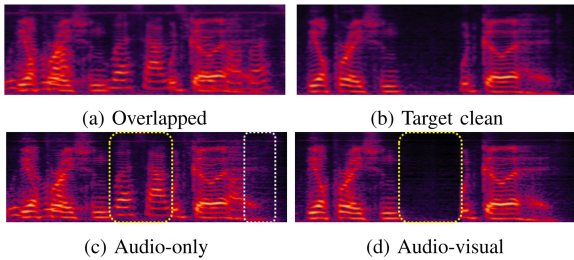 (a) Overlapped
(b) Target clean
(c) Audio-only
(d) Audio-visual